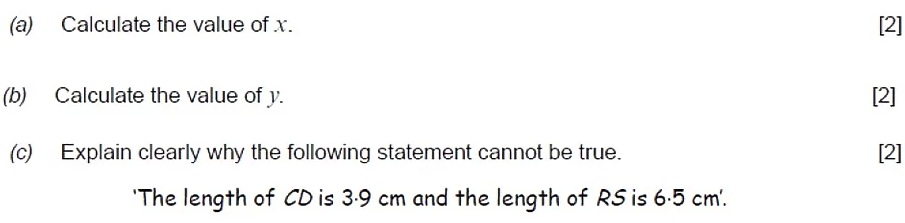 (a) Calculate the value of x. [2]
(b) Calculate the value of y. [2]
(c) Explain clearly why the following statement cannot be true. [2]
'The length of CD is 3·9 cm and the length of RS is 6·5 cm'.